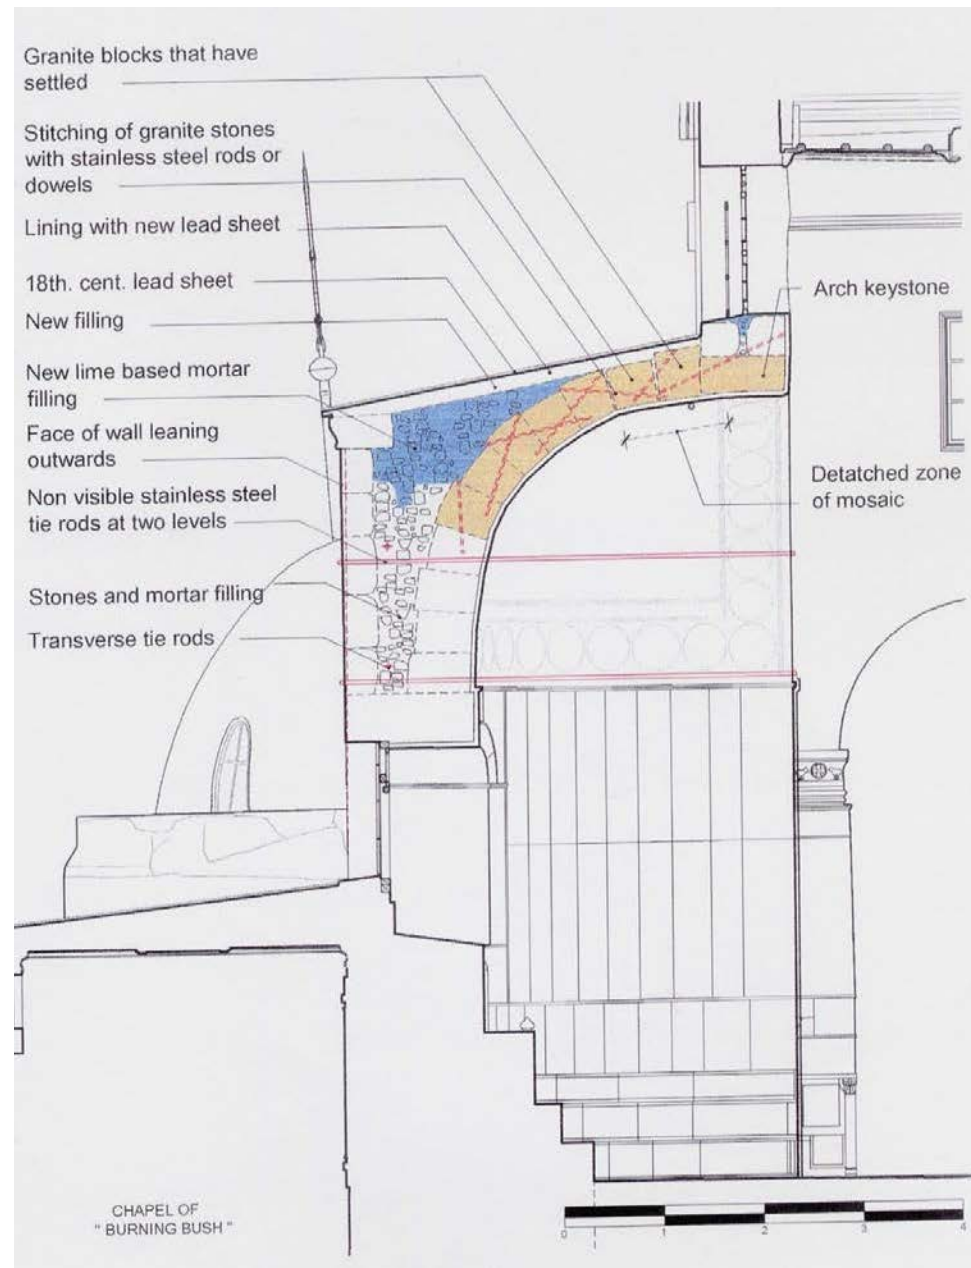 Granite blocks that have
settled
Stitching of granite stones
with stainless steel rods or
dowels
Lining with new lead sheet
18th. cent. lead sheet
New filling
New lime based mortar
filling
Face of wall leaning
outwards
Non visible stainless steel
tie rods at two levels
Stones and mortar filling
Transverse tie rods
Arch keystone
Detatched zone
of mosaic
CHAPEL OF
" BURNING BUSH "
0 1 2 3 4